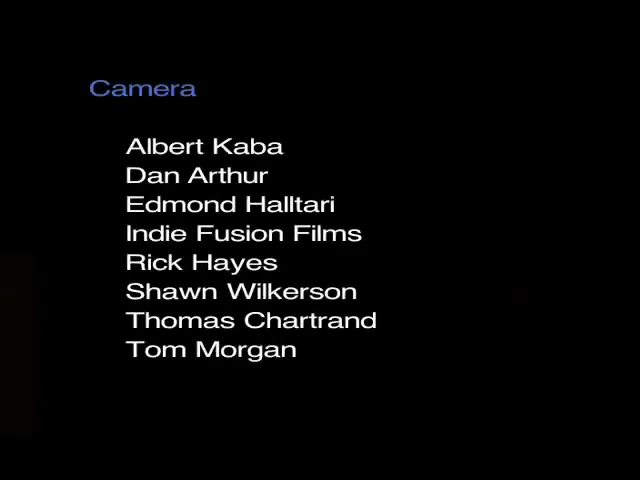 Camera
Albert Kaba
Dan Arthur
Edmond Halltari
Indie Fusion Films
Rick Hayes
Shawn Wilkerson
Thomas Chartrand
Tom Morgan